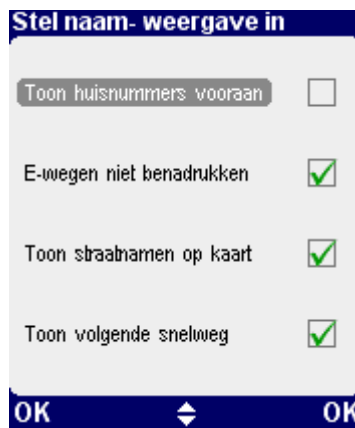 Stel naam- weergave in
Toon huisnummers vooraan
E-wegen niet benadrukken
Toon straatnamen op kaart
Toon volgende snelweg
OK OK